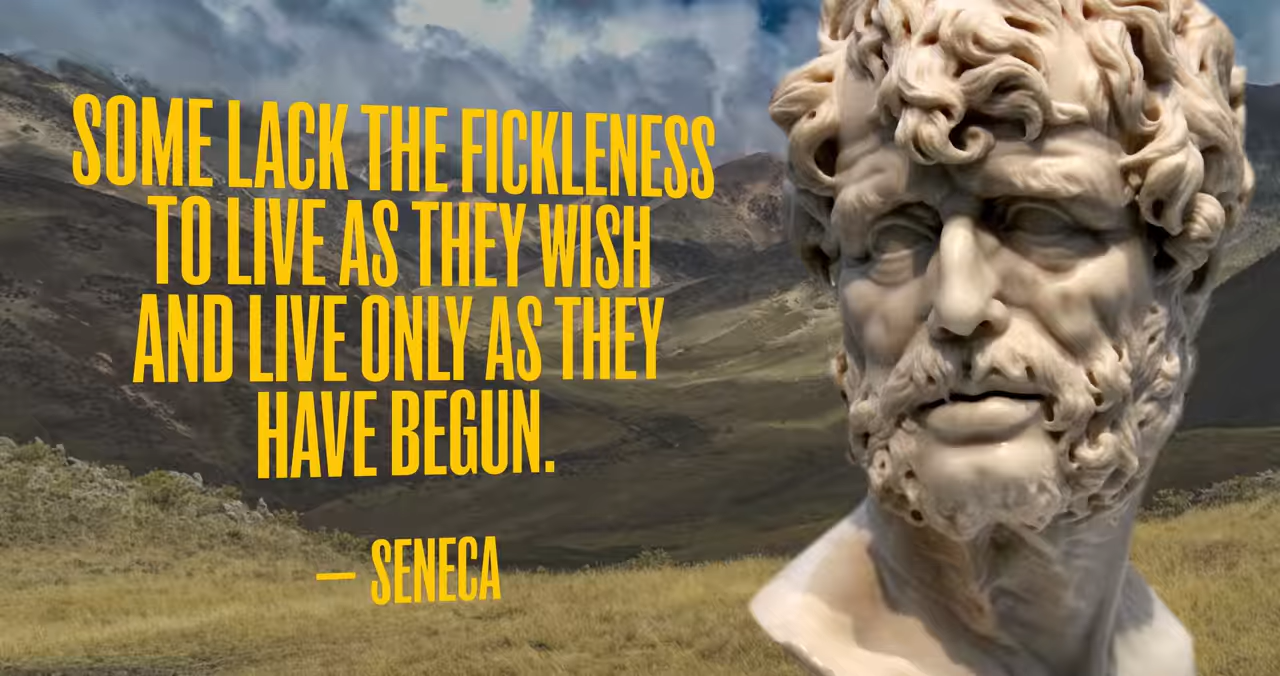 SOME LACK THE FICKLENESS
TO LIVE AS THEY WISH
AND LIVE ONLY AS THEY
HAVE BEGUN.
— SENECA